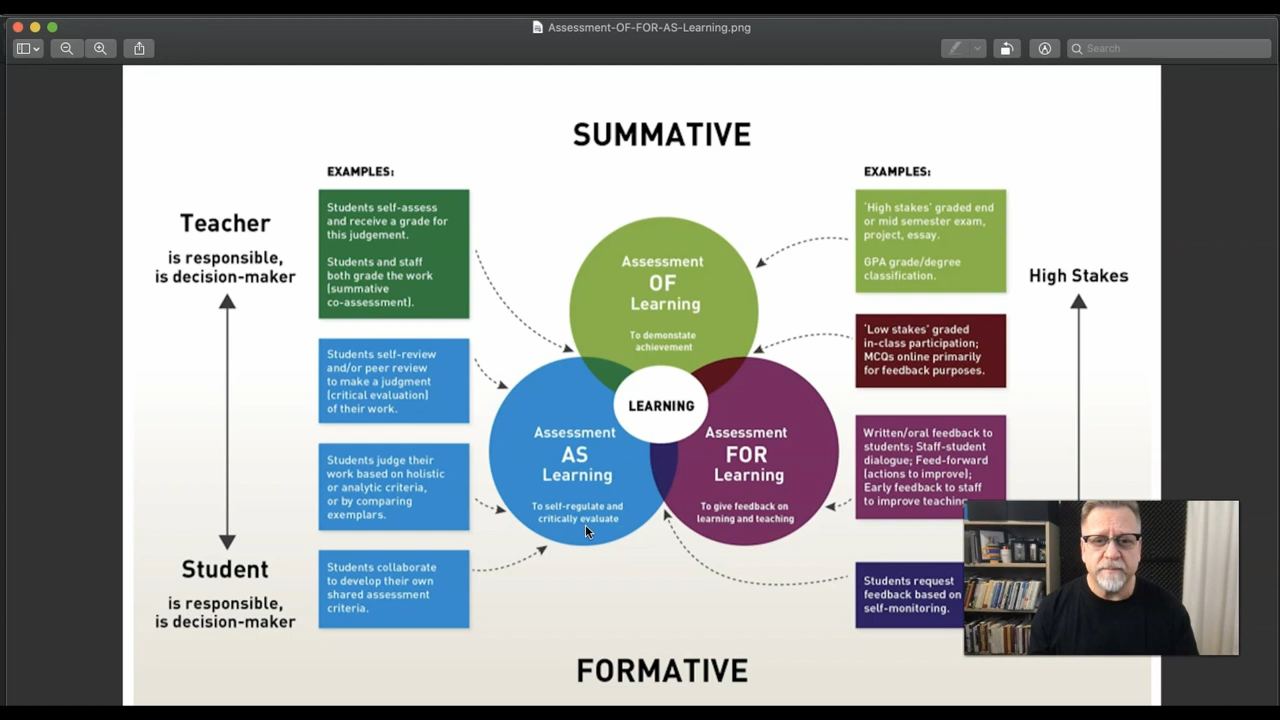 Assessment-OF-FOR-AS-Learning.png
Search
SUMMATIVE
EXAMPLES:
Students self-assess
and receive a grade for
this judgement.
Students and staff
both grade the work
(summative
co-assessment).
Students self-review
and/or peer review
to make a judgment
(critical evaluation)
of their work.
Students judge their
work based on holistic
or analytic criteria,
or by comparing
exemplars.
Students collaborate
to develop their own
shared assessment
criteria.
Teacher
is responsible,
is decision-maker
Student
is responsible,
is decision-maker
Assessment
OF
Learning
To demonstate
achievement
LEARNING
Assessment
AS
Learning
To self-regulate and
critically evaluate
Assessment
FOR
Learning
To give feedback on
learning and teaching
EXAMPLES:
‘High stakes’ graded end
or mid semester exam,
project, essay.
GPA grade/degree
classification.
‘Low stakes’ graded
in-class participation;
MCQs online primarily
for feedback purposes.
Written/oral feedback to
students; Staff-student
dialogue; Feed-forward
(actions to improve);
Early feedback to staff
to improve teaching.
Students request
feedback based on
self-monitoring.
High Stakes
FORMATIVE